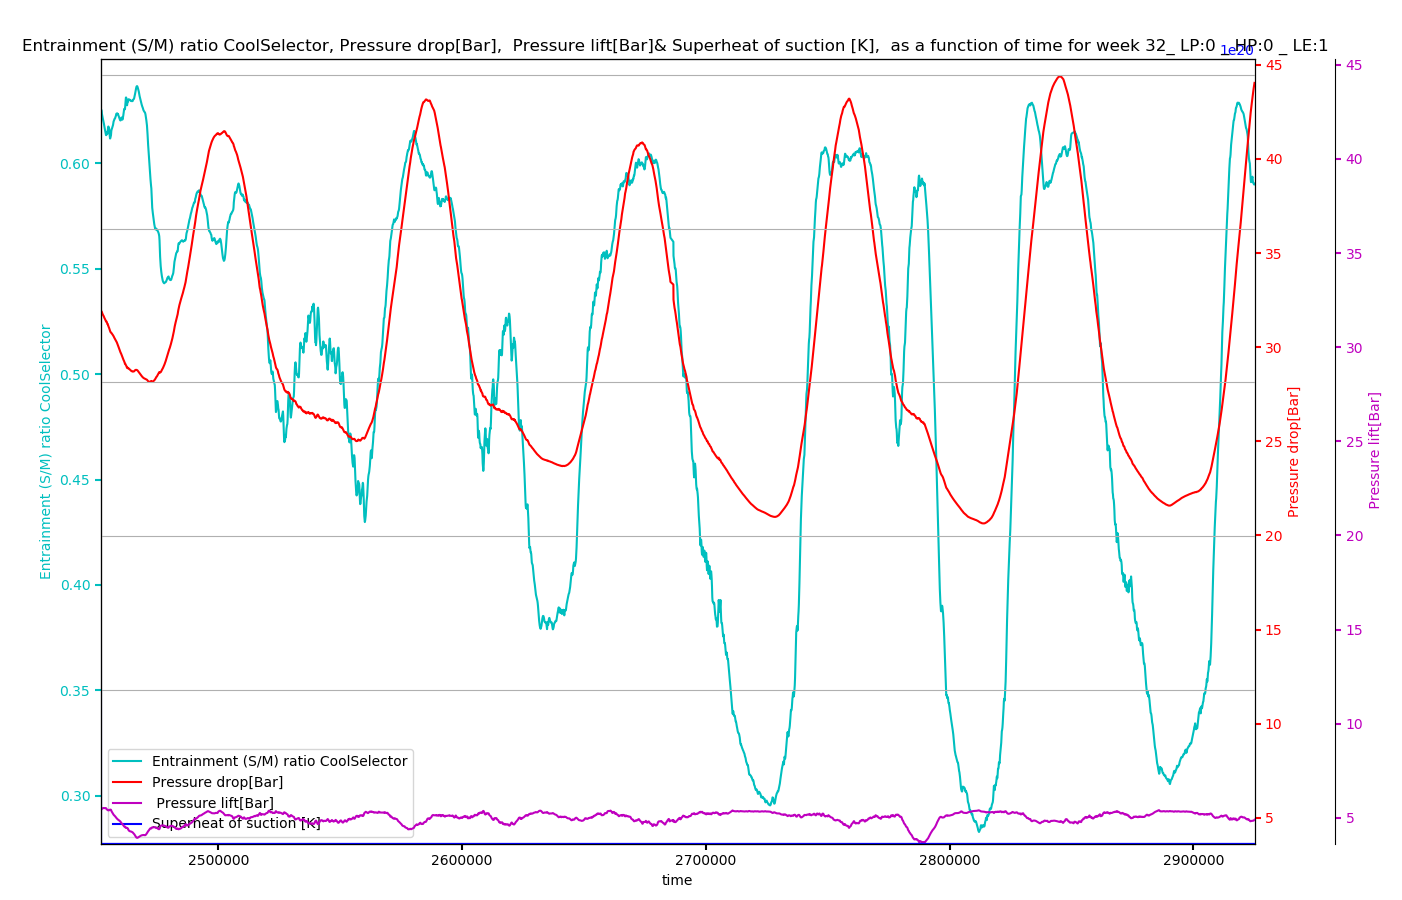 Entrainment (S/M) ratio CoolSelector, Pressure drop[Bar],  Pressure lift[Bar]& Superheat of suction [K],  as a function of time for week 32_ LP:0 _ HP:0 _ LE:1
1e20
0.60
0.55
0.50
0.45
0.40
0.35
0.30
Entrainment (S/M) ratio CoolSelector
45
40
35
30
25
20
15
10
5
Pressure drop[Bar]
45
40
35
30
25
20
15
10
5
Pressure lift[Bar]
Entrainment (S/M) ratio CoolSelector
Pressure drop[Bar]
Pressure lift[Bar]
Superheat of suction [K]
2500000 2600000 2700000 2800000 2900000
time